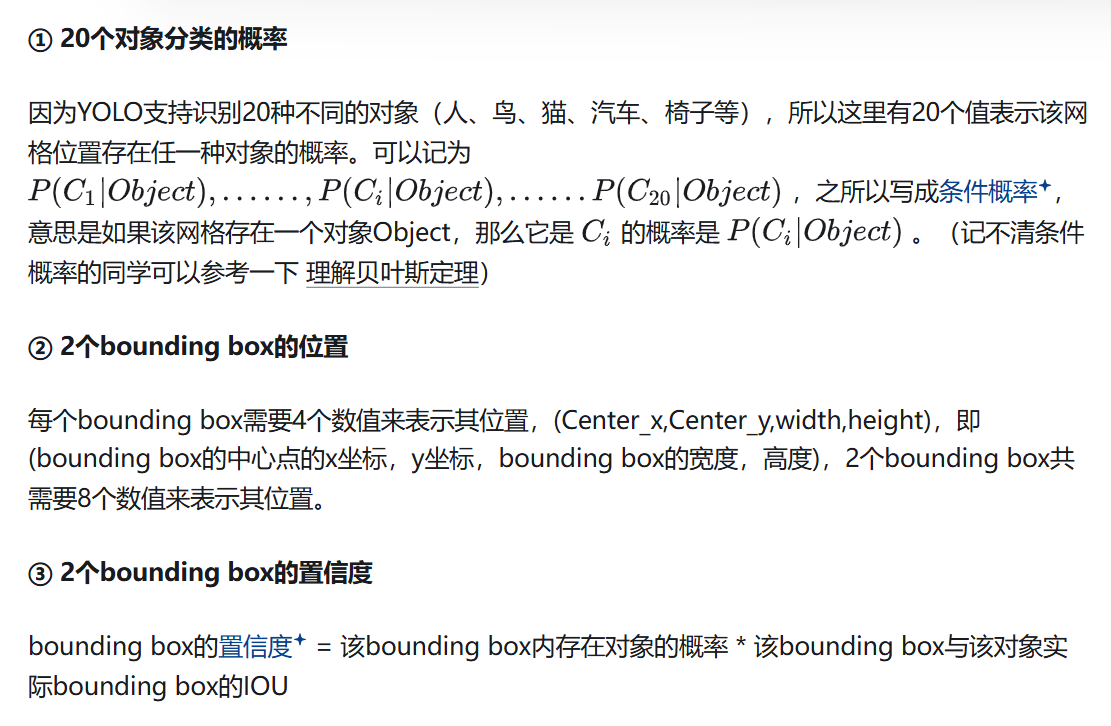 ① 20个对象分类的概率
因为YOLO支持识别20种不同的对象（人、鸟、猫、汽车、椅子等），所以这里有20个值表示该网
格位置存在任一种对象的概率。可以记为
P(C₁|Object),......,P(Cᵢ|Object),......P(C₂₀|Object) ，之所以写成条件概率，
意思是如果该网格存在一个对象Object，那么它是 Cᵢ 的概率是 P(Cᵢ|Object) 。（记不清条件
概率的同学可以参考一下 理解贝叶斯定理）
② 2个bounding box的位置
每个bounding box需要4个数值来表示其位置，(Center_x,Center_y,width,height)，即
(bounding box的中心点的x坐标，y坐标，bounding box的宽度，高度)，2个bounding box共
需要8个数值来表示其位置。
③ 2个bounding box的置信度
bounding box的置信度 = 该bounding box内存在对象的概率 * 该bounding box与该对象实
际bounding box的IOU